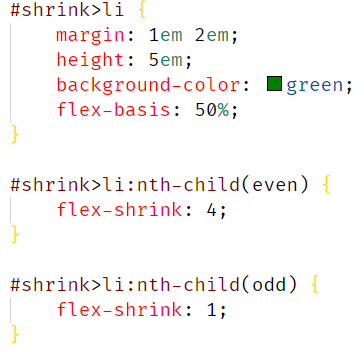 #shrink>li {
    margin: 1em 2em;
    height: 5em;
    background-color: green;
    flex-basis: 50%;
}

#shrink>li:nth-child(even) {
    flex-shrink: 4;
}

#shrink>li:nth-child(odd) {
    flex-shrink: 1;
}